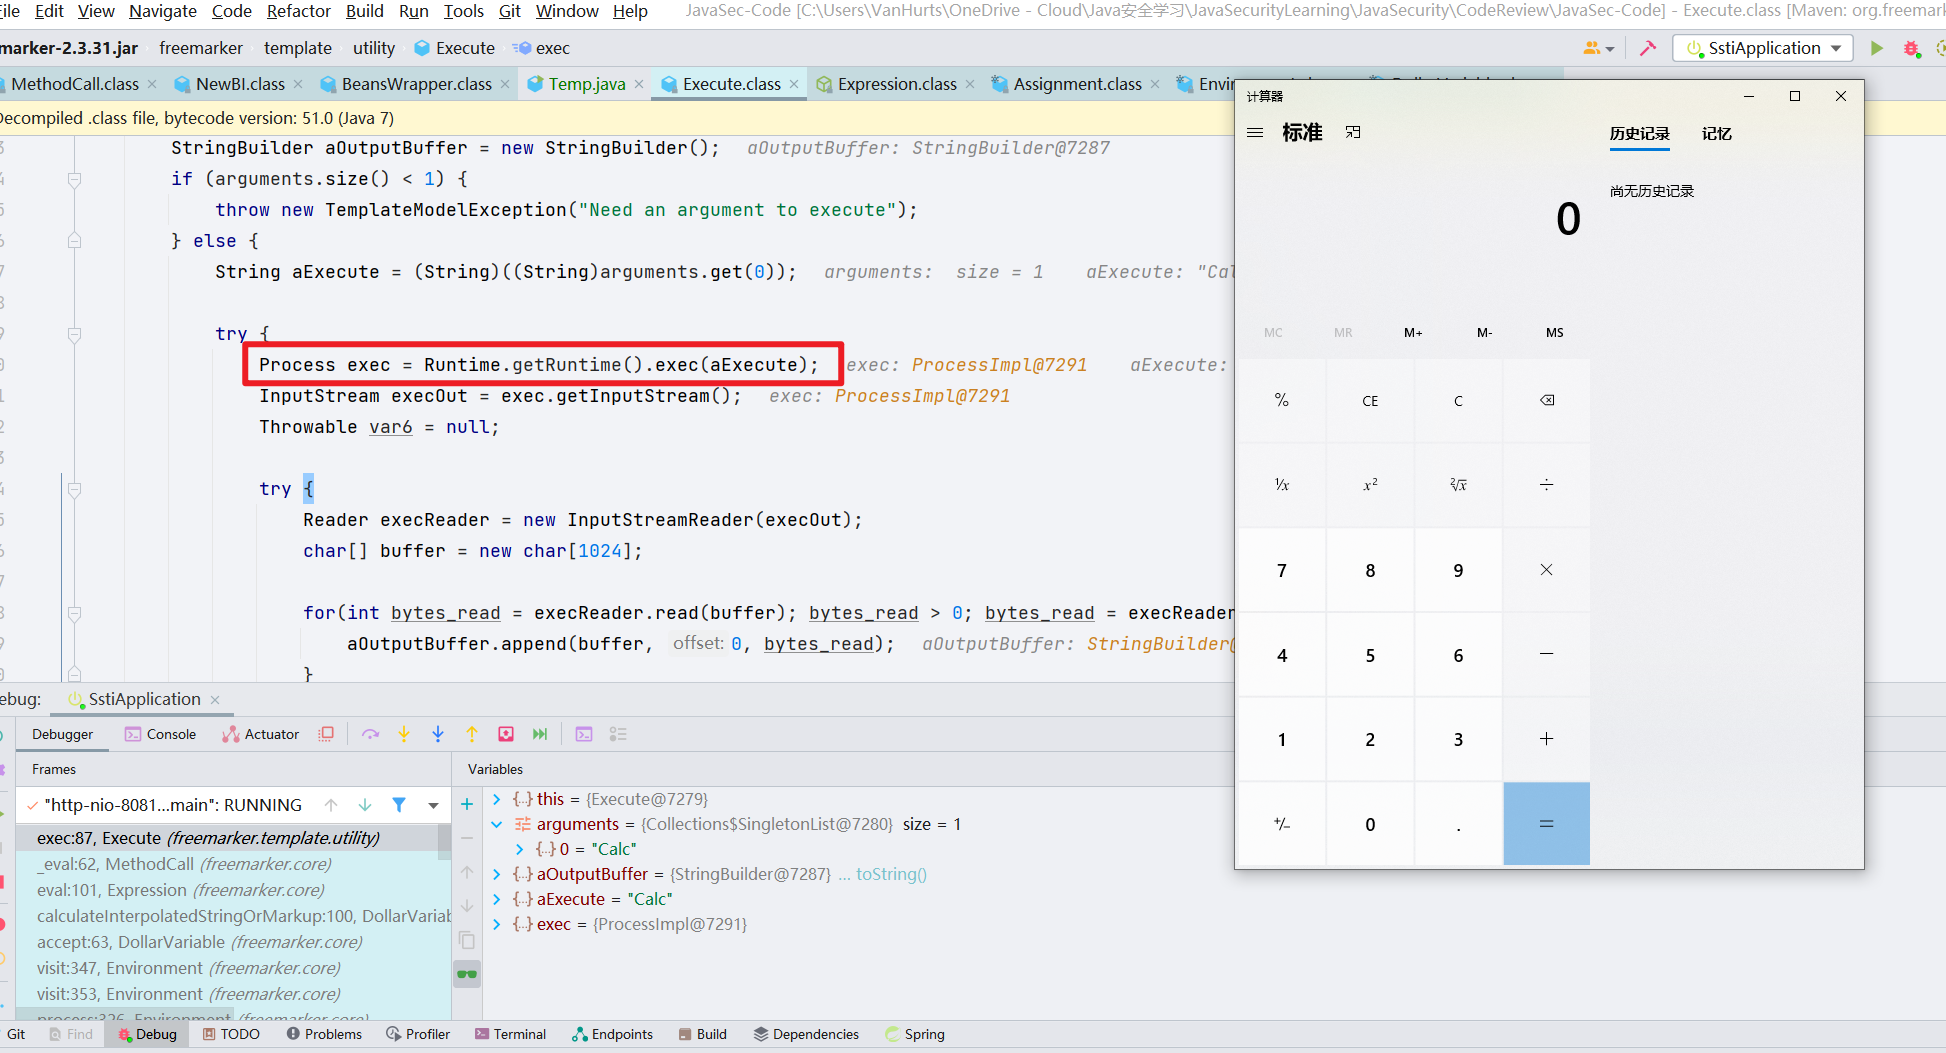 File Edit View Navigate Code Refactor Build Run Tools Git Window Help JavaSec-Code [C:\Users\VanHurts\OneDrive - Cloud\Java安全学习\JavaSecurityLearning\JavaSecurity\CodeReview\JavaSec-Code] - Execute.class [Maven: org.freemark
marker-2.3.31.jar freemarker template utility Execute exec SstiApplication
MethodCall.class NewBI.class BeansWrapper.class Temp.java Execute.class Expression.class Assignment.class Envir
Decompiled .class file, bytecode version: 51.0 (Java 7)
StringBuilder aOutputBuffer = new StringBuilder(); aOutputBuffer: StringBuilder@7287
if (arguments.size() < 1) {
throw new TemplateModelException("Need an argument to execute");
} else {
String aExecute = (String)((String)arguments.get(0)); arguments: size = 1 aExecute: "Cal
try {
Process exec = Runtime.getRuntime().exec(aExecute); exec: ProcessImpl@7291 aExecute:
InputStream execOut = exec.getInputStream(); exec: ProcessImpl@7291
Throwable var6 = null;
try {
Reader execReader = new InputStreamReader(execOut);
char[] buffer = new char[1024];
for(int bytes_read = execReader.read(buffer); bytes_read > 0; bytes_read = execReader
aOutputBuffer.append(buffer, offset: 0, bytes_read); aOutputBuffer: StringBuilder@
}
计算器
标准
历史记录 记忆
尚无历史记录
0
MC MR M+ M- MS
% CE C
¹/x x² ²√x ÷
7 8 9 ×
4 5 6 −
1 2 3 +
+/- 0 . =
ebug: SstiApplication
Debugger Console Actuator
Frames
"http-nio-8081...main": RUNNING
exec:87, Execute (freemarker.template.utility)
_eval:62, MethodCall (freemarker.core)
eval:101, Expression (freemarker.core)
calculateInterpolatedStringOrMarkup:100, DollarVariab
accept:63, DollarVariable (freemarker.core)
visit:347, Environment (freemarker.core)
visit:353, Environment (freemarker.core)
process:326, Environment (freemarker.core)
Variables
this = {Execute@7279}
arguments = {Collections$SingletonList@7280} size = 1
0 = "Calc"
aOutputBuffer = {StringBuilder@7287} ... toString()
aExecute = "Calc"
exec = {ProcessImpl@7291}
Git Find Debug TODO Problems Profiler Terminal Endpoints Build Dependencies Spring